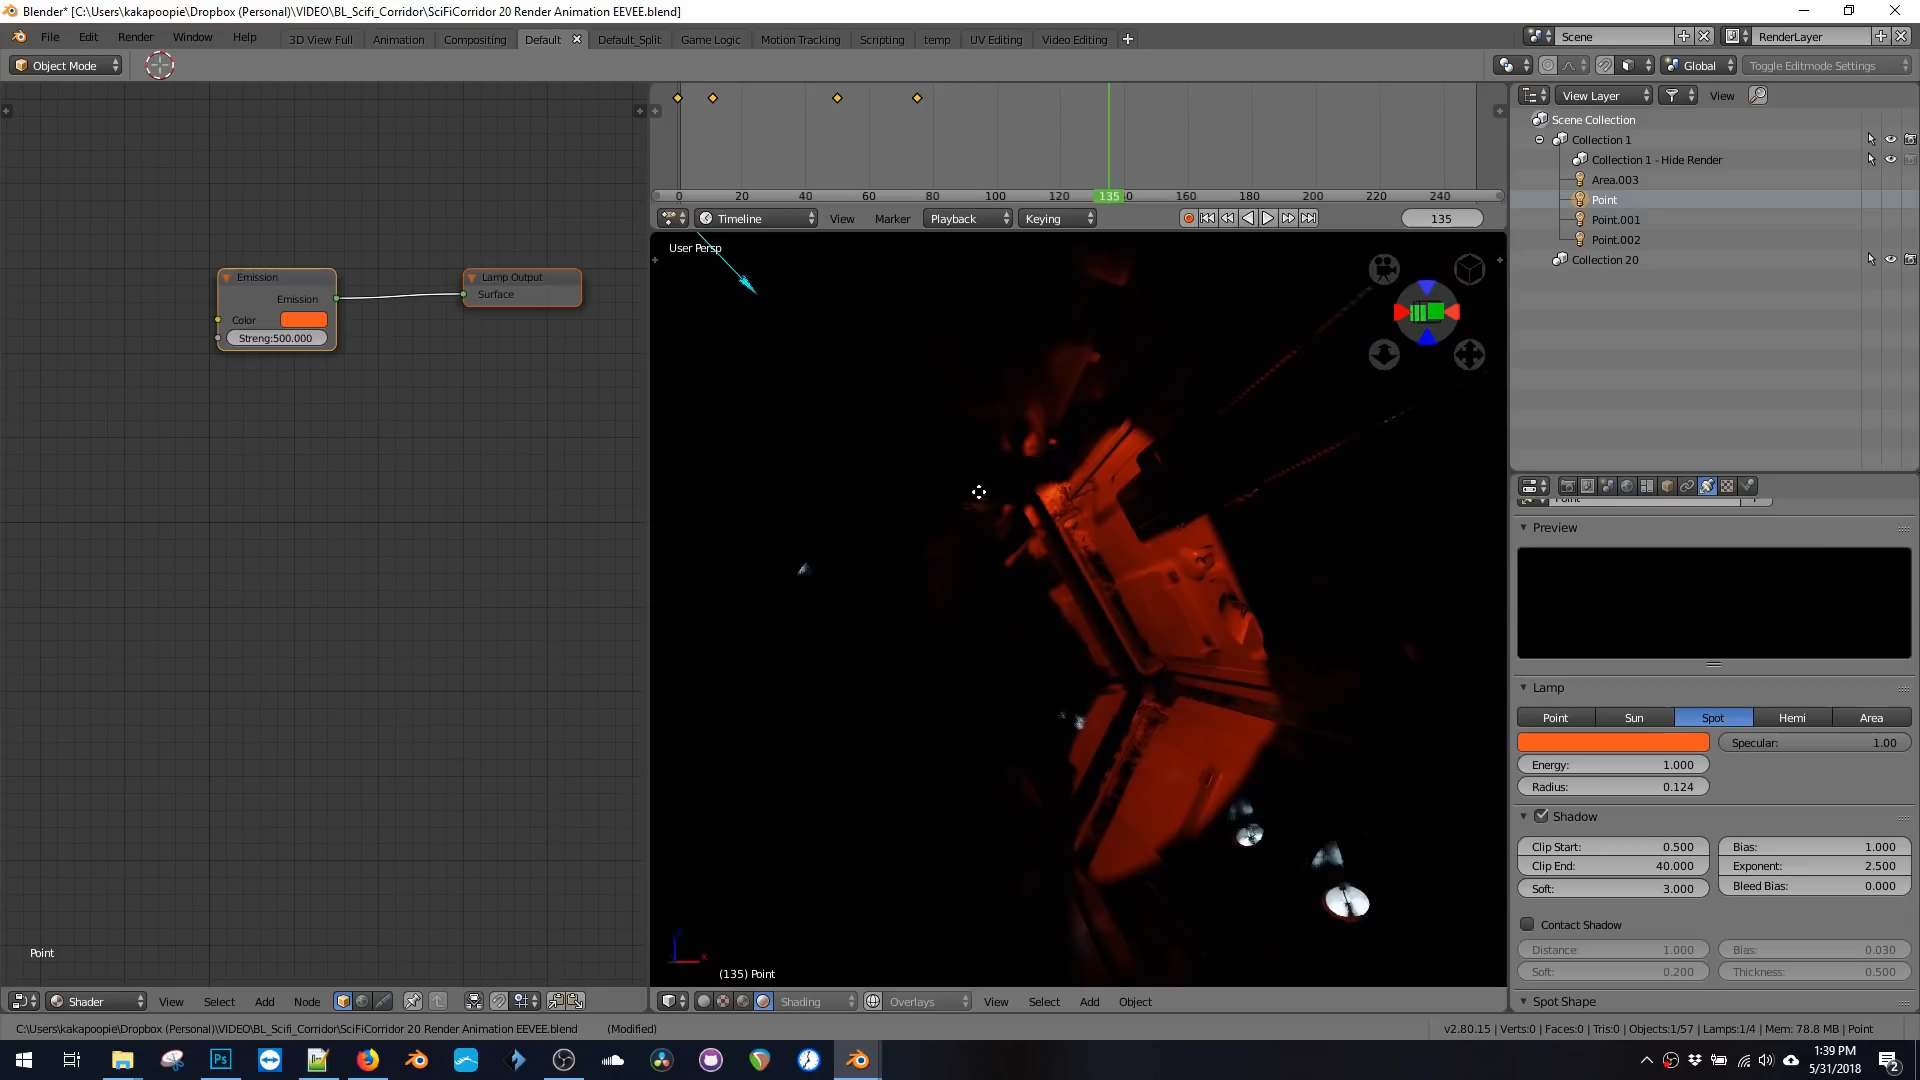 Blender* [C:\Users\kakapoopie\Dropbox (Personal)\VIDEO\BL_Scifi_Corridor\SciFiCorridor 20 Render Animation EEVEE.blend]
File Edit Render Window Help 3D View Full Animation Compositing Default Default_Split Game Logic Motion Tracking Scripting temp UV Editing Video Editing Scene RenderLayer
Object Mode Global Toggle Editmode Settings
View Layer View
Scene Collection
Collection 1
Collection 1 - Hide Render
Area.003
Point
Point.001
Point.002
Collection 20
0 20 40 60 80 100 120 135 160 180 200 220 240
Timeline View Marker Playback Keying 135
User Persp
Emission
Emission
Color
Streng:500.000
Lamp Output
Surface
Preview
Lamp
Point Sun Spot Hemi Area
Specular: 1.00
Energy: 1.000
Radius: 0.124
Shadow
Clip Start: 0.500 Bias: 1.000
Clip End: 40.000 Exponent: 2.500
Soft: 3.000 Bleed Bias: 0.000
Contact Shadow
Distance: 1.000 Bias: 0.030
Soft: 0.200 Thickness: 0.500
Spot Shape
Point
(135) Point
Shader View Select Add Node Shading Overlays View Select Add Object
C:\Users\kakapoopie\Dropbox (Personal)\VIDEO\BL_Scifi_Corridor\SciFiCorridor 20 Render Animation EEVEE.blend (Modified) v2.80.15 | Verts:0 | Faces:0 | Tris:0 | Objects:1/57 | Lamps:1/4 | Mem: 78.8 MB | Point
Ps
1:39 PM
5/31/2018
2